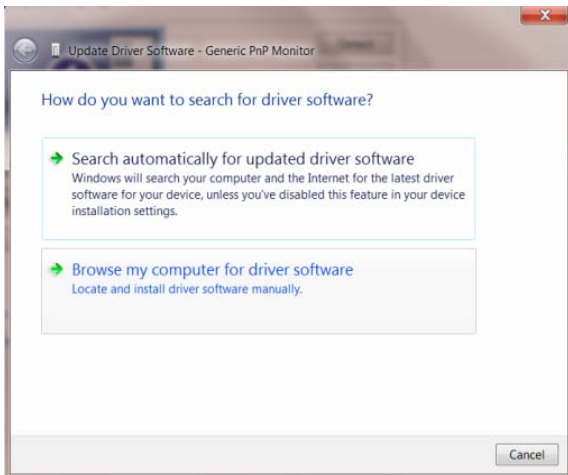 Update Driver Software - Generic PnP Monitor
How do you want to search for driver software?
Search automatically for updated driver software
Windows will search your computer and the Internet for the latest driver
software for your device, unless you've disabled this feature in your device
installation settings.
Browse my computer for driver software
Locate and install driver software manually.
Cancel